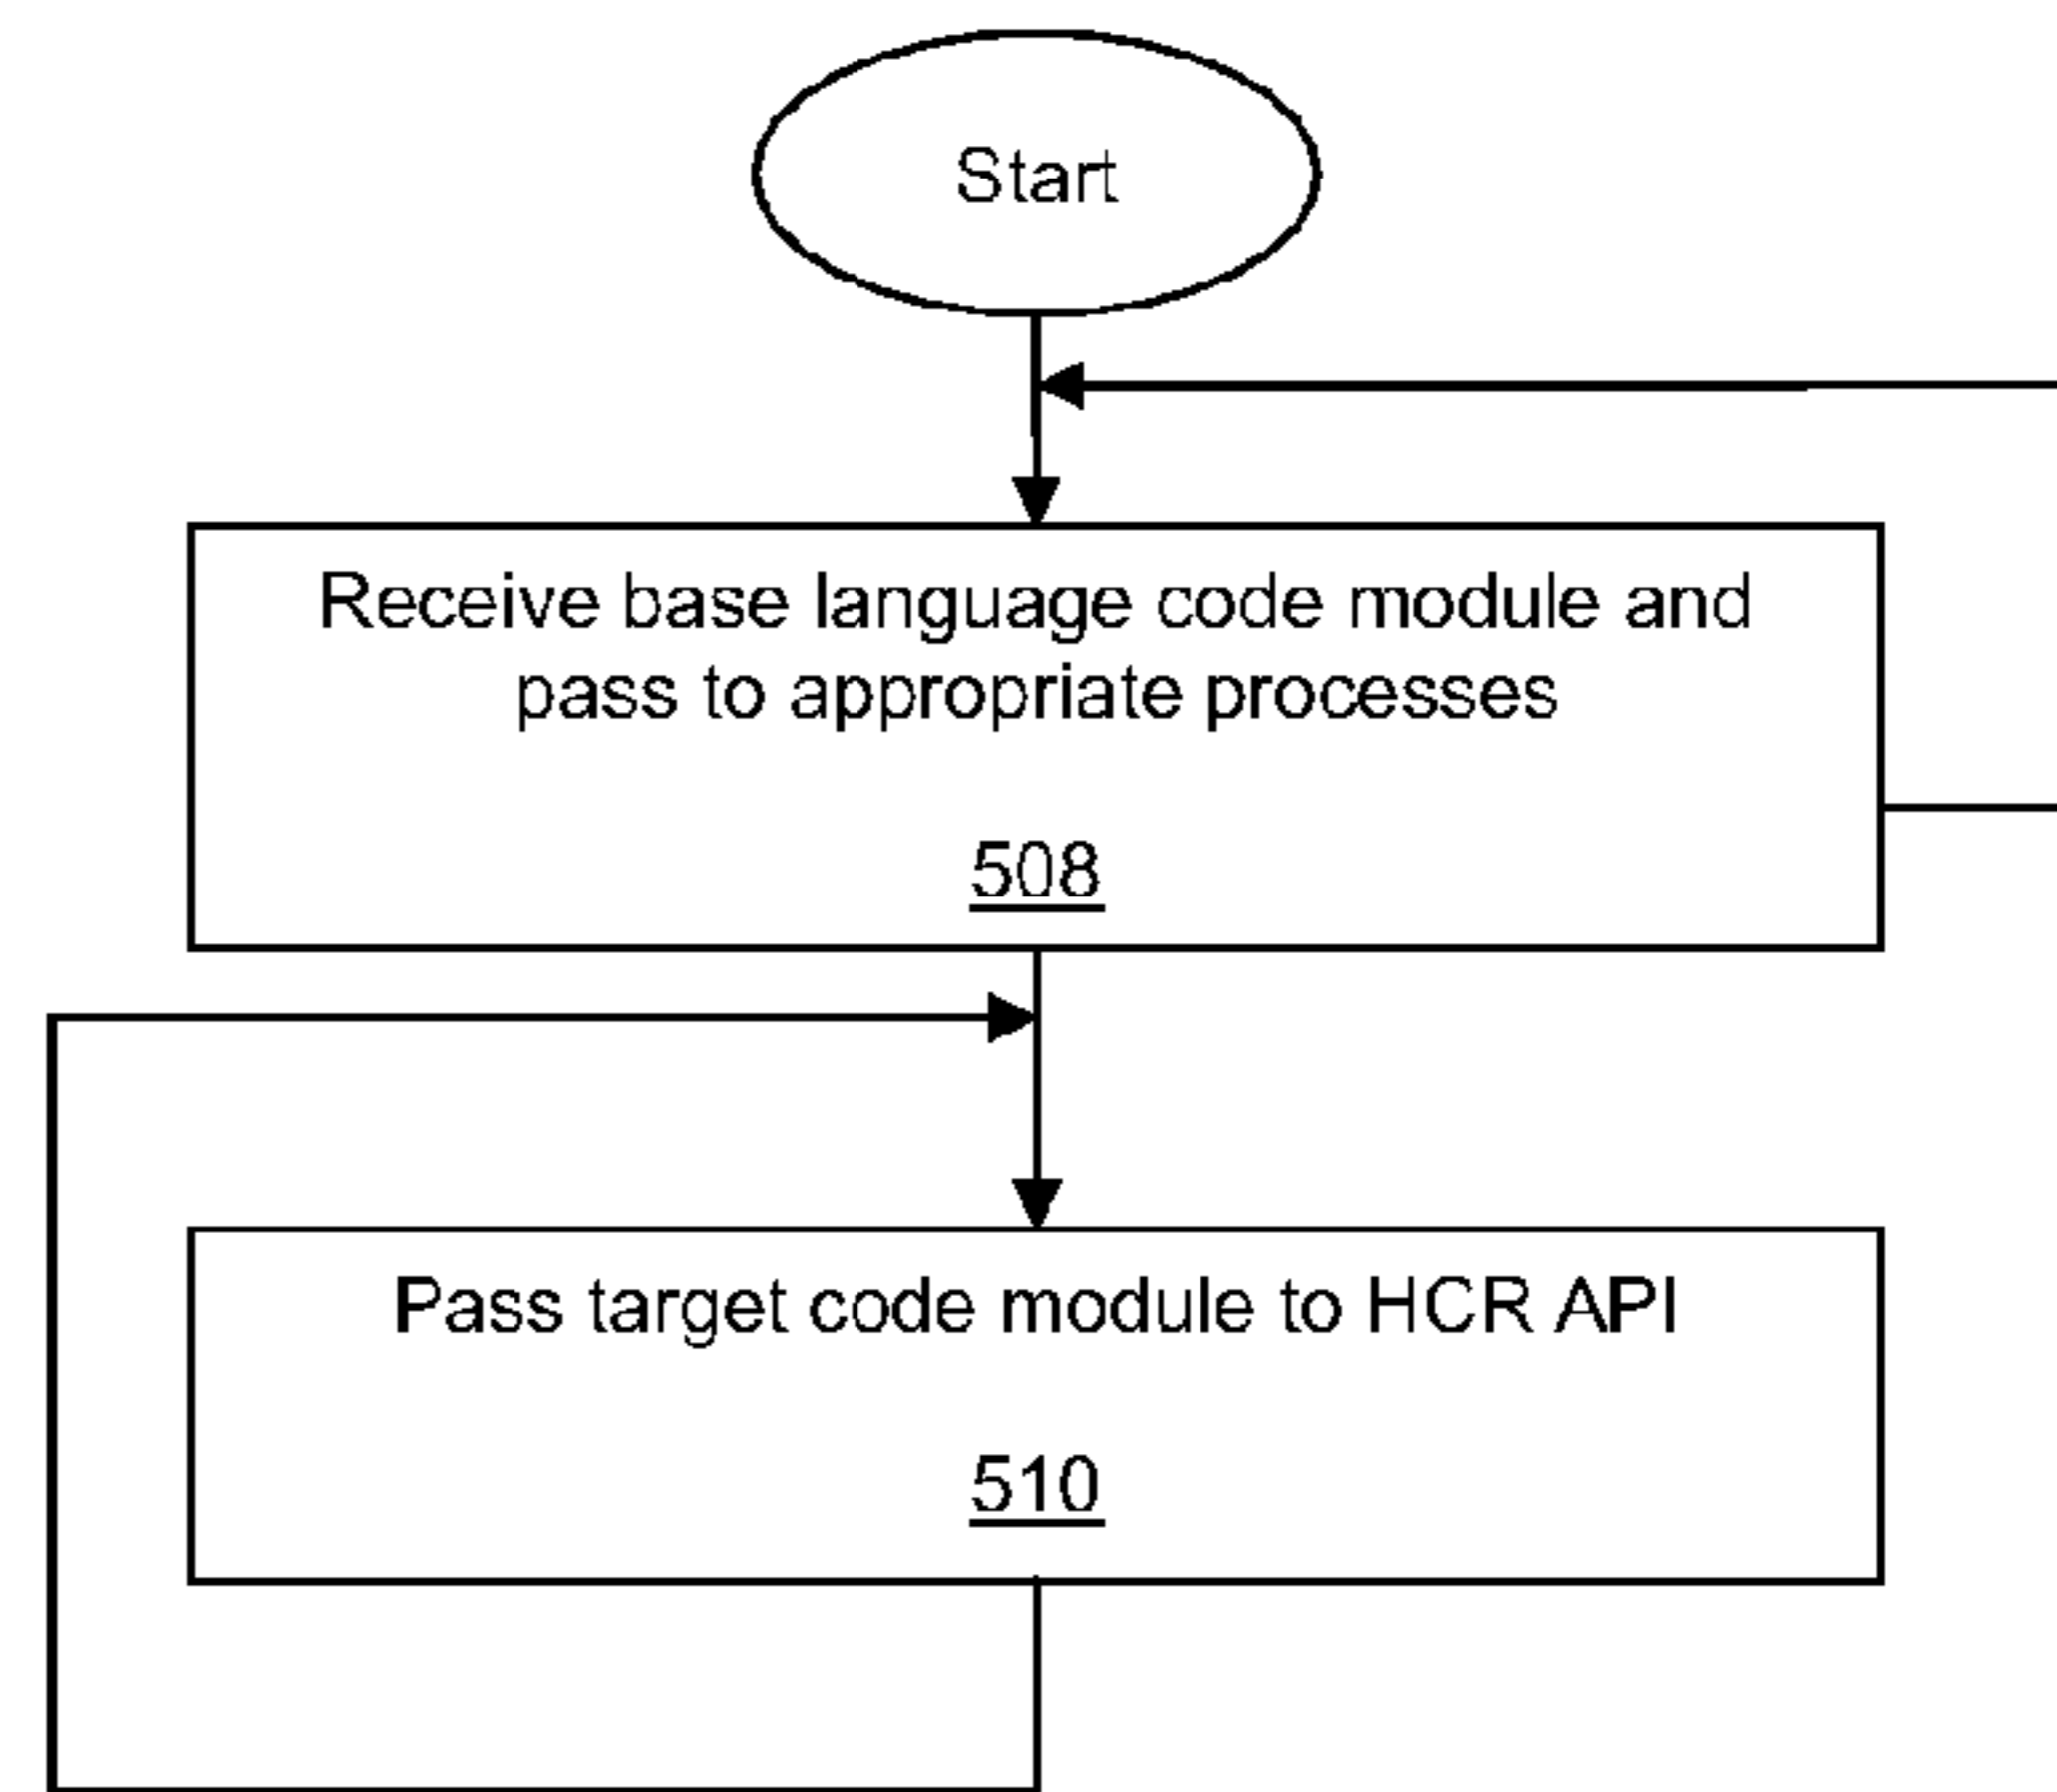 Start
Receive base language code module and
pass to appropriate processes
508
Pass target code module to HCR API
510